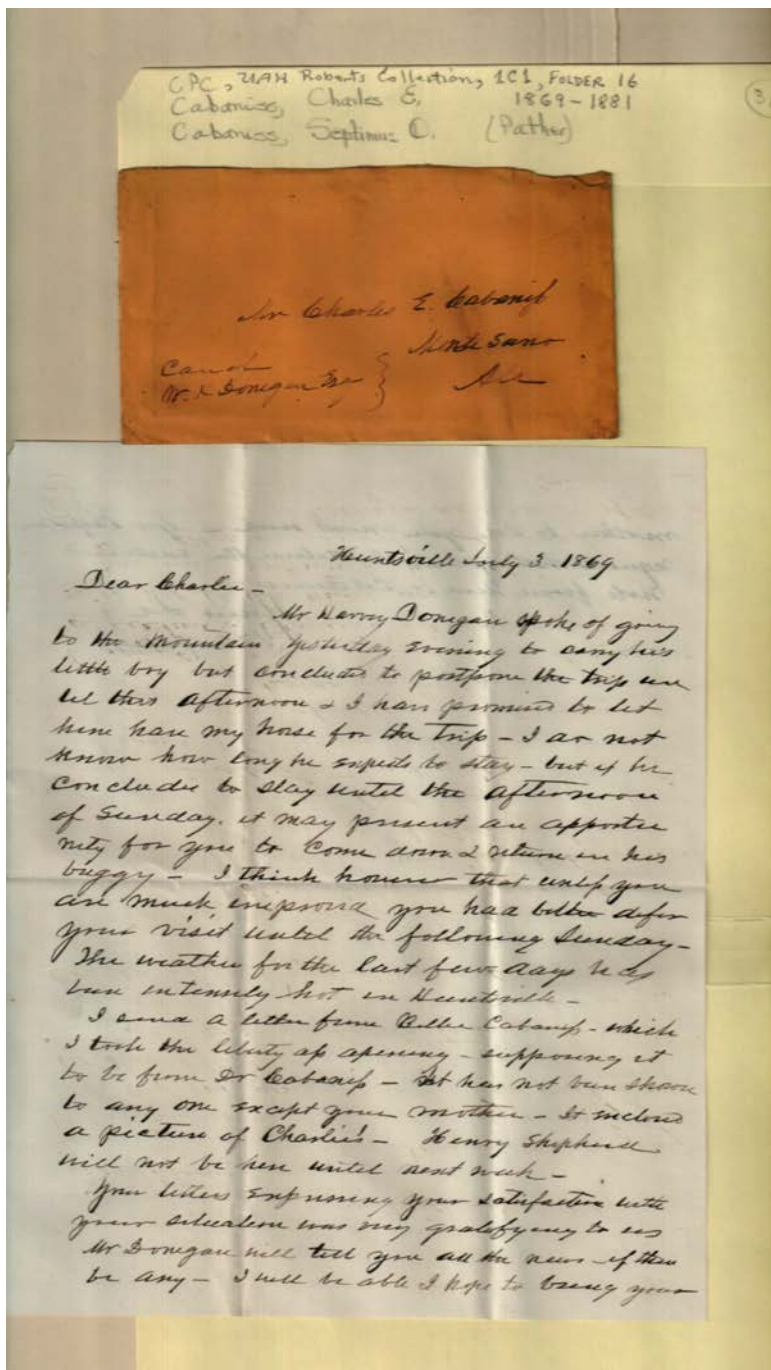 CPC, UAH Roberts Collection, 1C1, FOLDER 16
Cabaniss, Charles E. 1869-1881
Cabaniss, Septimus D. (Father)
3
Mr Charles E. Cabaniss
Monte Sano
Ala
Care of
W. Donegan Esq
Huntsville July 3. 1869
Dear Charlie -
Mr Harvey Donegan spoke of going
to the mountain yesterday evening to carry his
little boy but concludes to postpone the trip un
til this afternoon & I have promised to let
him have my horse for the trip - I do not
know how long he expects to stay - but if he
concludes to stay until the afternoon
of Sunday. it may present an opportu
nity for you to come down & return in his
buggy - I think however that unless you
are much improved you had better defer
your visit until the following Sunday -
The weather for the last few days has
been intensely hot in Huntsville -
I send a letter from Cabaniss - which
I took the liberty of opening - supposing it
to be from Dr Cabaniss - It has not been shown
to any one except your mother - It inclosed
a picture of Charlie's - Henry Shepherd
will not be here until next week -
Your letters expressing your satisfaction with
your was very gratifying to us
Mr Donegan will tell you all the news - if there
be any - I will be able I hope to bring your